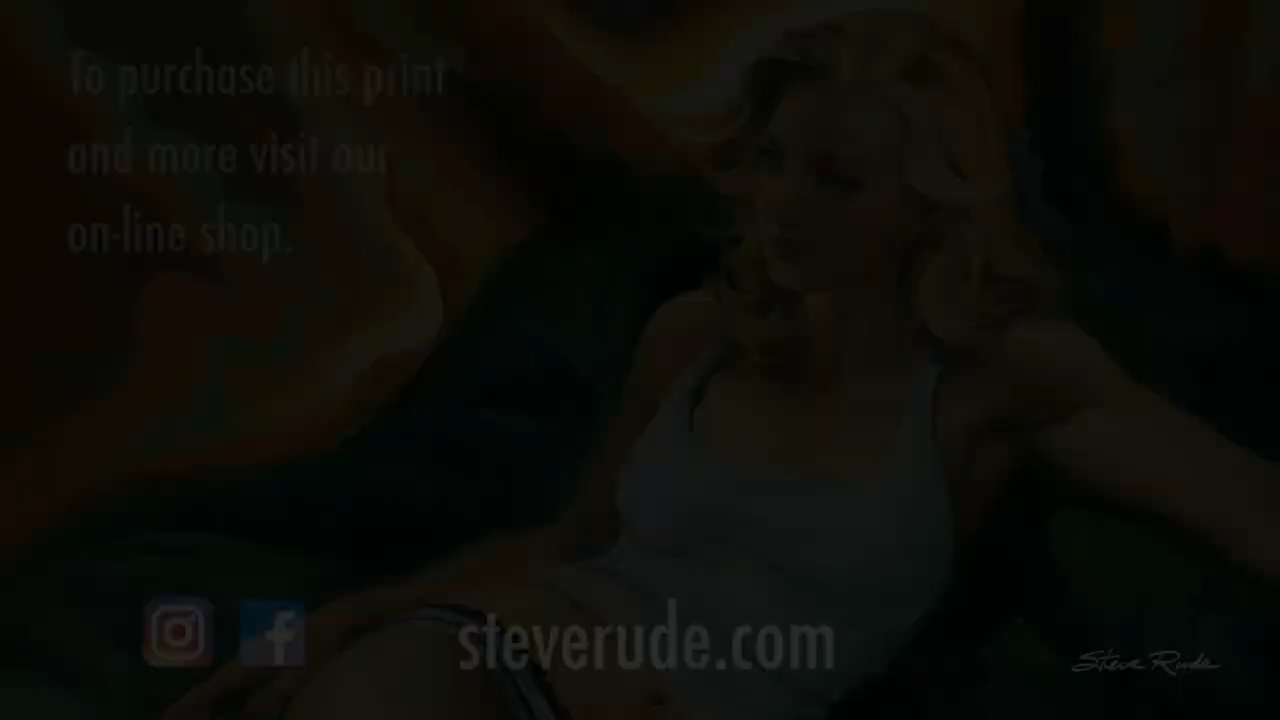 To purchase this print
and more visit our
on-line shop.
steverude.com
Steve Rude